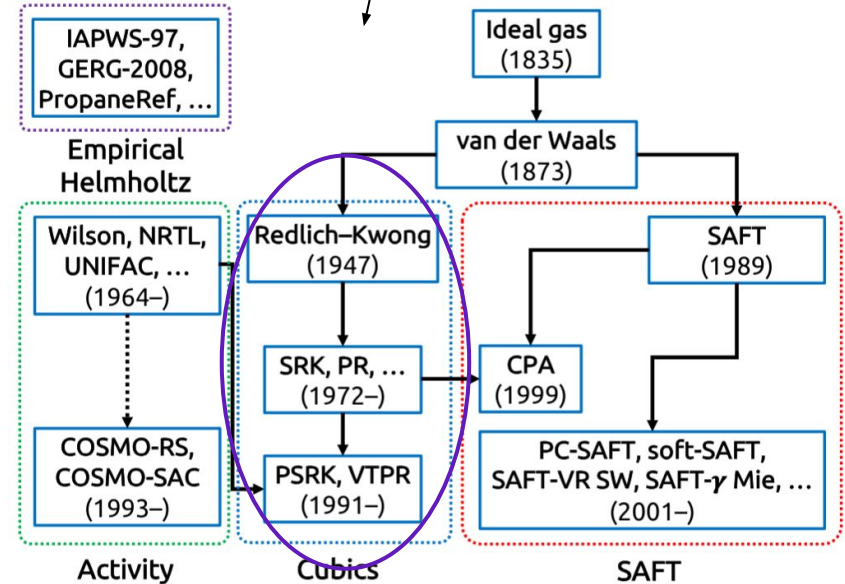 IAPWS-97,
GERG-2008,
PropaneRef, …
Empirical
Helmholtz
Ideal gas
(1835)
van der Waals
(1873)
Wilson, NRTL,
UNIFAC, …
(1964–)
COSMO-RS,
COSMO-SAC
(1993–)
Activity
Redlich–Kwong
(1947)
SRK, PR, …
(1972–)
PSRK, VTPR
(1991–)
Cubics
SAFT
(1989)
CPA
(1999)
PC-SAFT, soft-SAFT,
SAFT-VR SW, SAFT-γ Mie, …
(2001–)
SAFT